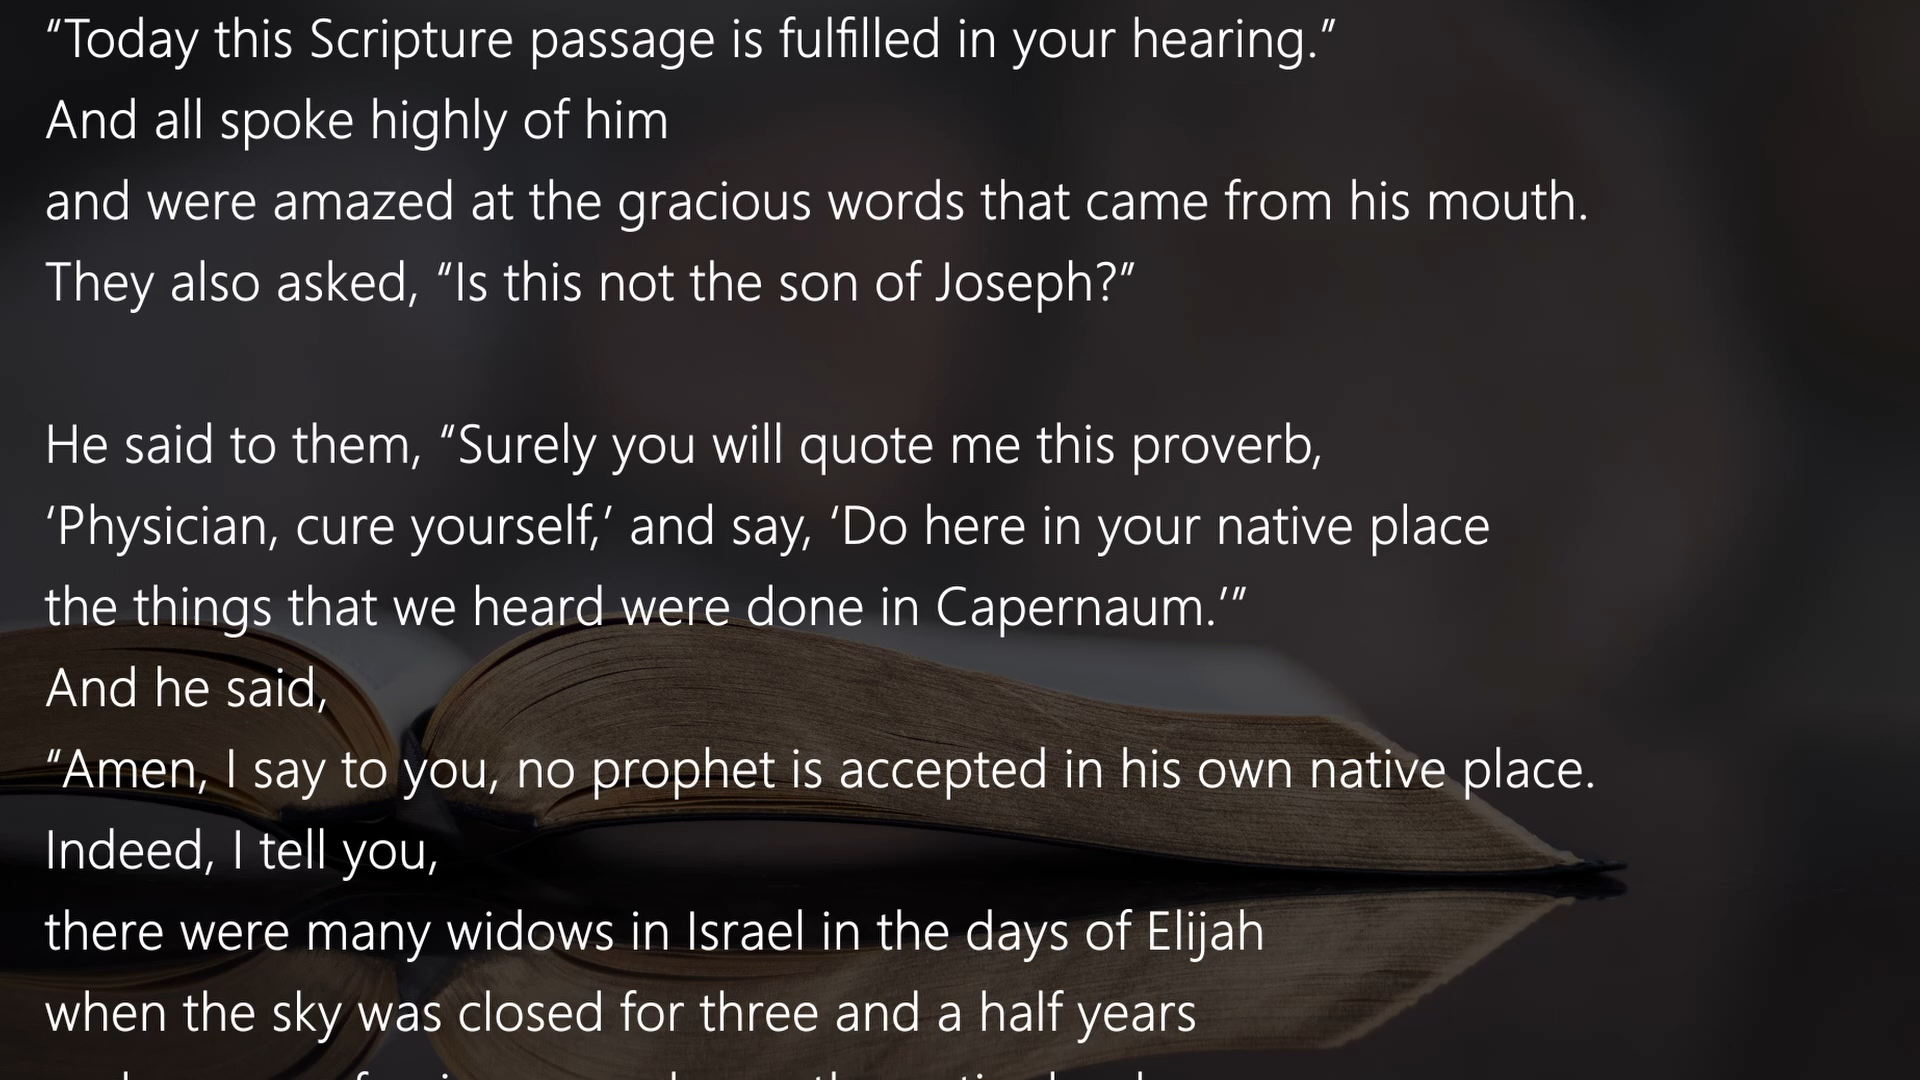 “Today this Scripture passage is fulfilled in your hearing.”
And all spoke highly of him
and were amazed at the gracious words that came from his mouth.
They also asked, “Is this not the son of Joseph?”
He said to them, “Surely you will quote me this proverb,
‘Physician, cure yourself,’ and say, ‘Do here in your native place
the things that we heard were done in Capernaum.’”
And he said,
“Amen, I say to you, no prophet is accepted in his own native place.
Indeed, I tell you,
there were many widows in Israel in the days of Elijah
when the sky was closed for three and a half years